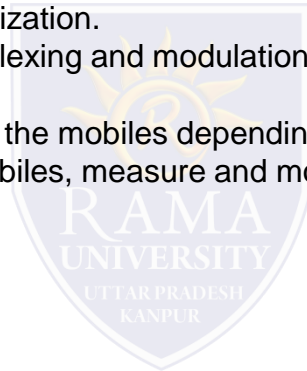 ization.
lexing and modulation
the mobiles dependin
biles, measure and mo
RAMA
UNIVERSITY
UTTAR PRADESH
KANPUR